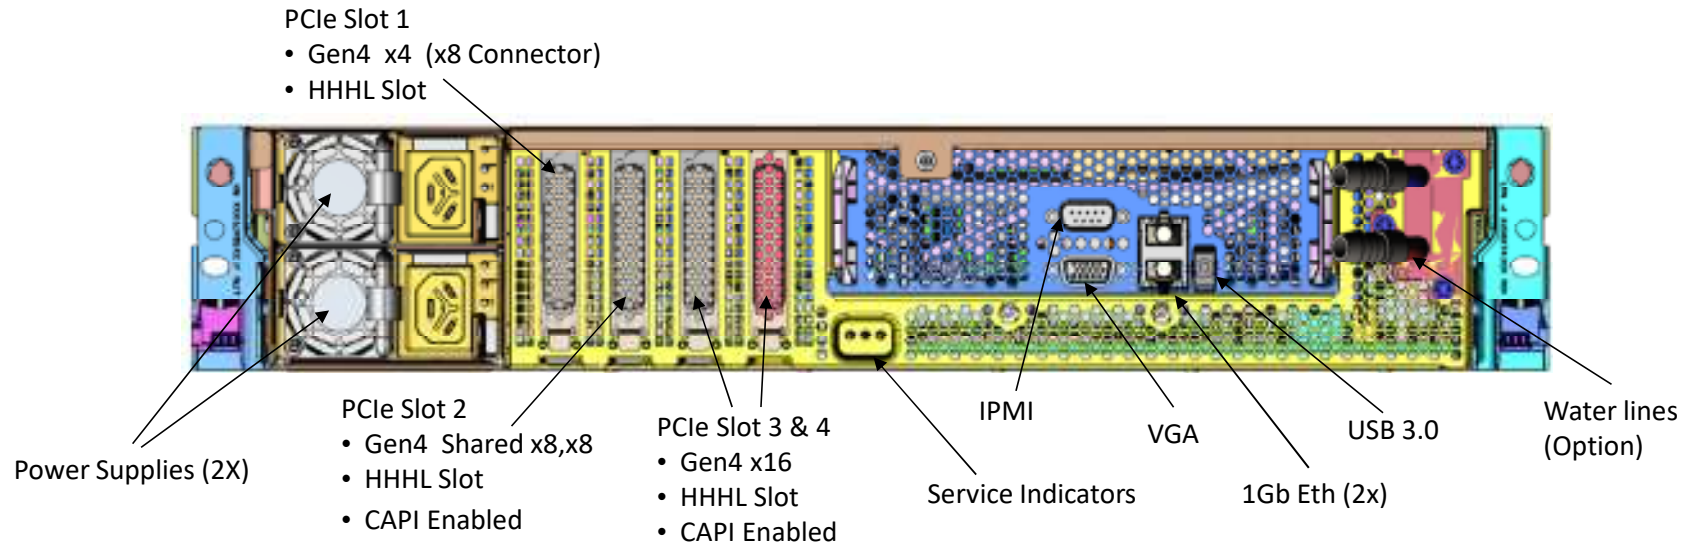 PCIe Slot 1
• Gen4 x4 (x8 Connector)
• HHHL Slot
Power Supplies (2X)
PCIe Slot 2
• Gen4 Shared x8,x8
• HHHL Slot
• CAPI Enabled
PCIe Slot 3 & 4
• Gen4 x16
• HHHL Slot
• CAPI Enabled
Service Indicators
IPMI
VGA
1Gb Eth (2x)
USB 3.0
Water lines
(Option)